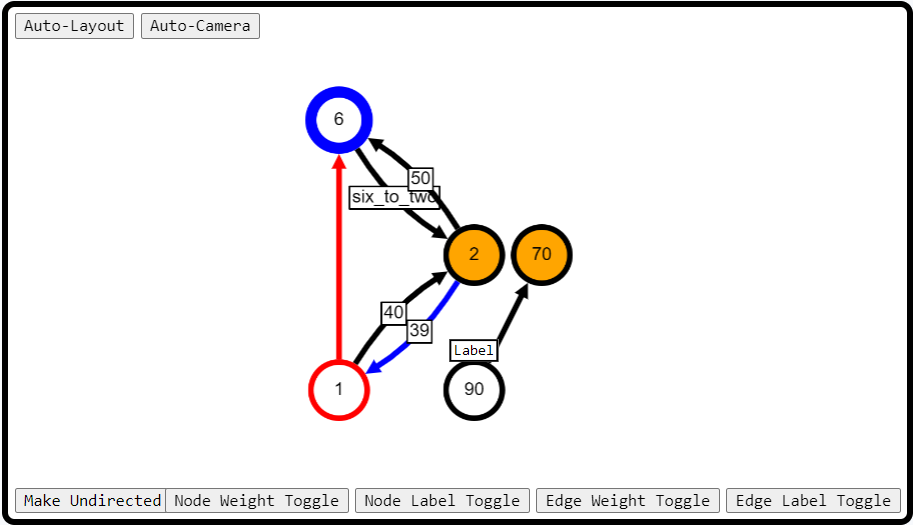 Auto-Layout Auto-Camera
6
50
six_to_two
2 70
40
39
Label
1 90
Make Undirected Node Weight Toggle Node Label Toggle Edge Weight Toggle Edge Label Toggle